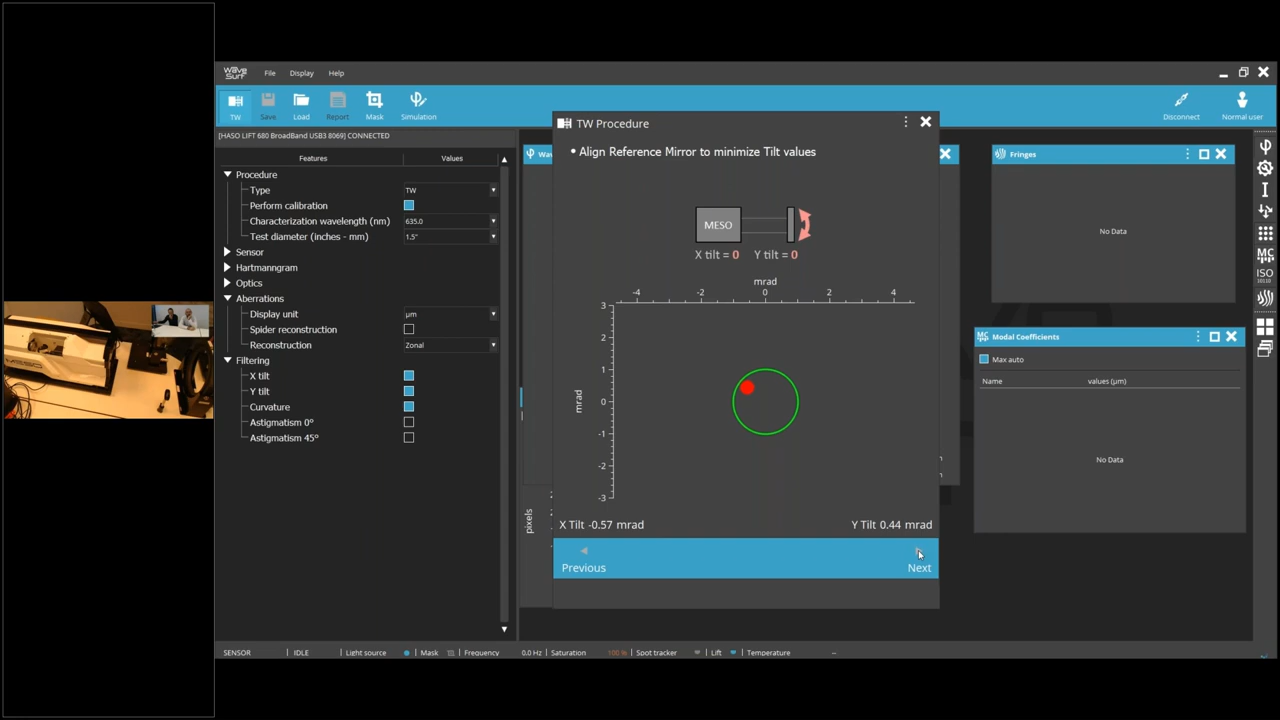 Wave Surf
File Display Help
TW Save Load Report Mask Simulation Disconnect Normal user
[HASO LIFT 680 BroadBand USB3 8069] CONNECTED
Features Values
Procedure
Type TW
Perform calibration
Characterization wavelength (nm) 635.0
Test diameter (inches - mm) 1.5"
Sensor
Hartmanngram
Optics
Aberrations
Display unit µm
Spider reconstruction
Reconstruction Zonal
Filtering
X tilt
Y tilt
Curvature
Astigmatism 0°
Astigmatism 45°
Wav
pixels
TW Procedure
• Align Reference Mirror to minimize Tilt values
MESO
X tilt = 0 Y tilt = 0
mrad
-4 -2 0 2 4
3
2
1
0
-1
-2
-3
mrad
X Tilt -0.57 mrad Y Tilt 0.44 mrad
Previous Next
Fringes
No Data
MC Modal Coefficients
Max auto
Name values (µm)
No Data
MC
ISO
10110
SENSOR IDLE Light source Mask Frequency 0.0 Hz Saturation 100 % Spot tracker Lift Temperature --
MESO